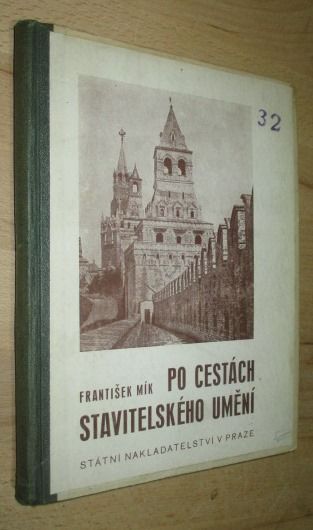 32
FRANTIŠEK MÍK PO CESTÁCH
STAVITELSKÉHO UMĚNÍ
STÁTNÍ NAKLADATELSTVÍ V PRAZE